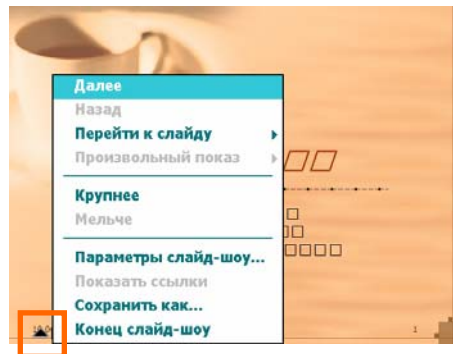 Далее
Назад
Перейти к слайду
Произвольный показ
Крупнее
Мельче
Параметры слайд-шоу...
Показать ссылки
Сохранить как...
Конец слайд-шоу
1